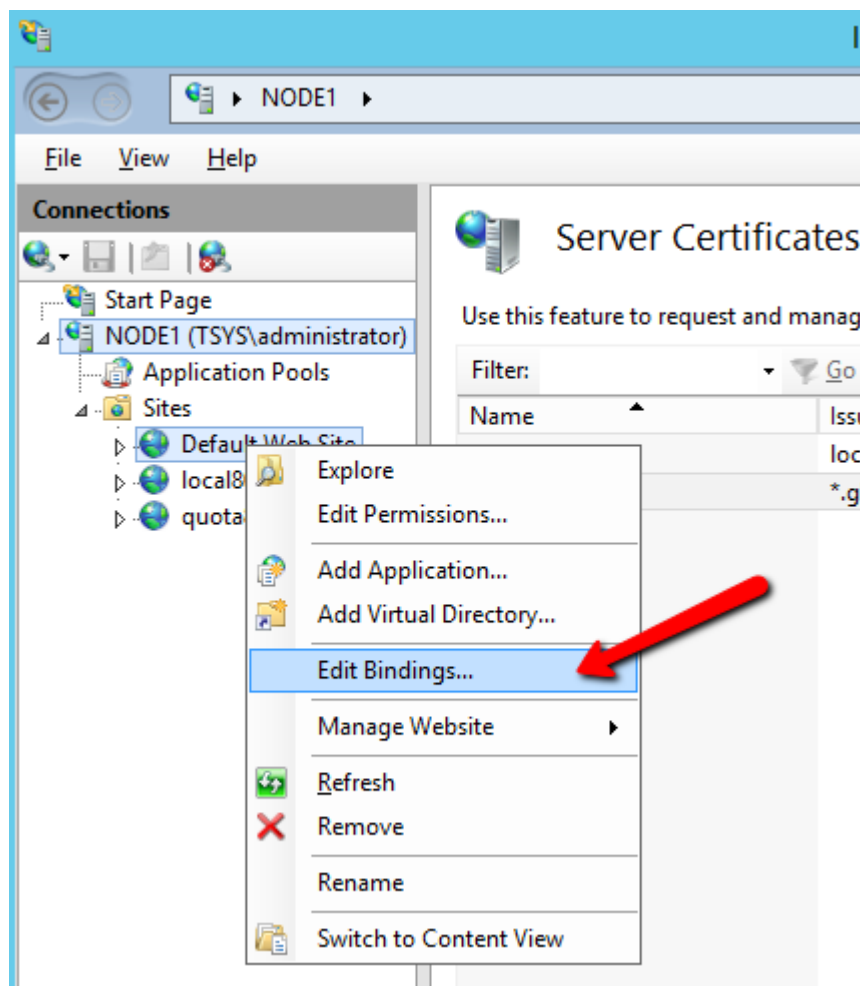 NODE1
File View Help
Connections
Start Page
NODE1 (TSYS\administrator)
Application Pools
Sites
Default Web Site
local8
quota
Server Certificates
Use this feature to request and manag
Filter:
Go
Name
Issu
loc
*.g
Explore
Edit Permissions...
Add Application...
Add Virtual Directory...
Edit Bindings...
Manage Website
Refresh
Remove
Rename
Switch to Content View